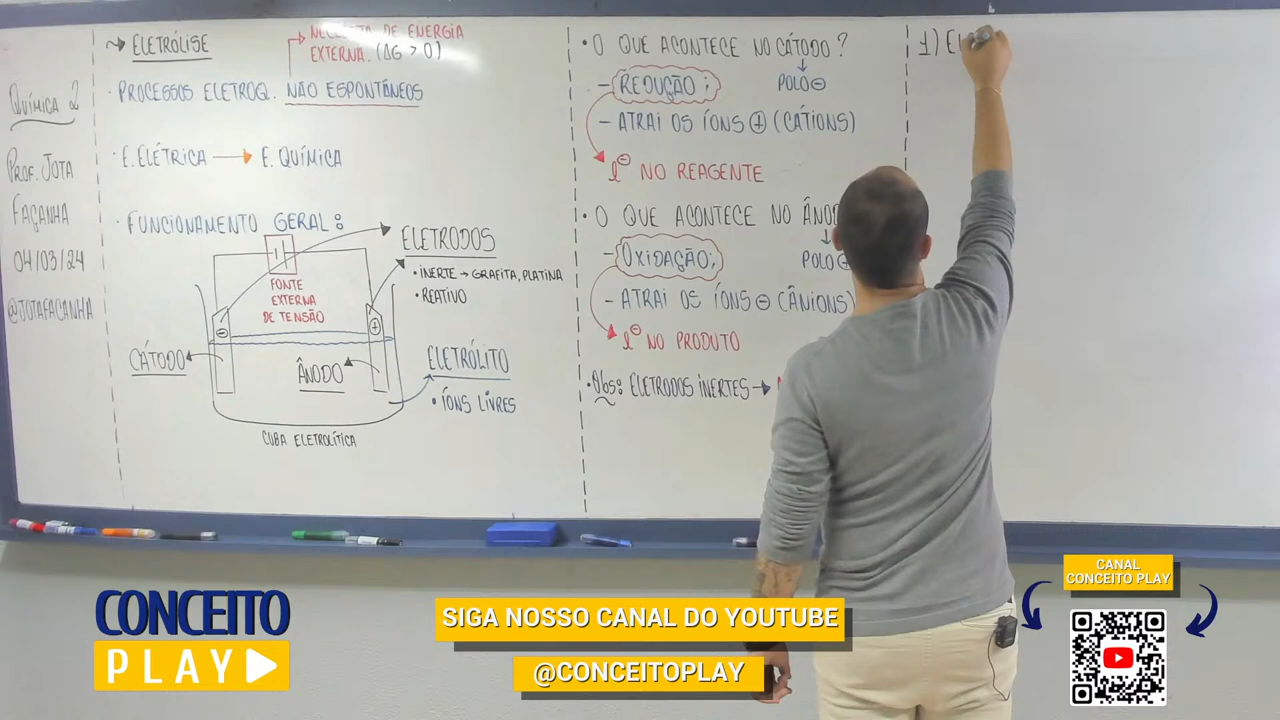 QUÍMICA 2
PROF. JOTA
FAÇANHA
04/03/24
@JOTAFAÇANHA
ELETRÓLISE
NECESSITA DE ENERGIA
EXTERNA. (ΔG > 0)
• PROCESSOS ELETROQ. NÃO ESPONTÂNEOS
• E. ELÉTRICA → E. QUÍMICA
• FUNCIONAMENTO GERAL:
FONTE
EXTERNA
DE TENSÃO
ELETRODOS
• INERTE → GRAFITA, PLATINA
• REATIVO
⊖
⊕
CÁTODO
ÂNODO
ELETRÓLITO
• ÍONS LIVRES
CUBA ELETROLÍTICA
• O QUE ACONTECE NO CÁTODO?
POLO ⊖
– REDUÇÃO;
– ATRAI OS ÍONS ⊕ (CÁTIONS)
e⊖ NO REAGENTE
• O QUE ACONTECE NO
POLO
– OXIDAÇÃO;
– ATRAI OS ÍONS ⊖ (ÂNIONS)
e⊖ NO PRODUTO
• Obs: ELETRODOS INERTES →
1)
CONCEITO
PLAY
SIGA NOSSO CANAL DO YOUTUBE
@CONCEITOPLAY
CANAL
CONCEITO PLAY